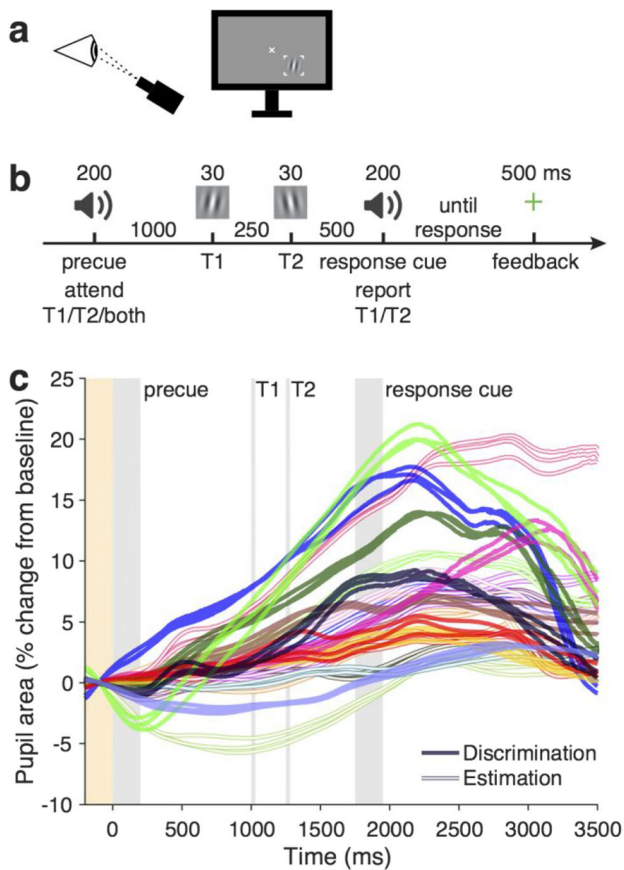 a
b
200 30 30 200 500 ms
1000 250 500 until
response
precue T1 T2 response cue feedback
attend report
T1/T2/both T1/T2
c
precue T1 T2 response cue
25
20
15
10
5
0
-5
-10
Pupil area (% change from baseline)
Discrimination
Estimation
0 500 1000 1500 2000 2500 3000 3500
Time (ms)